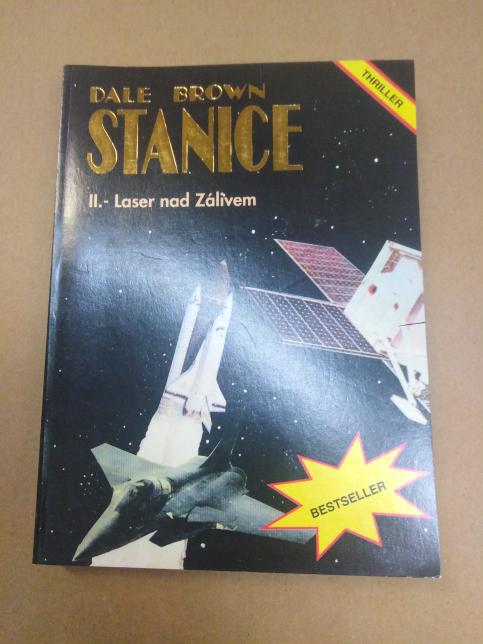 DALE BROWN
STANICE
II.- Laser nad Zálivem
THRILLER
BESTSELLER